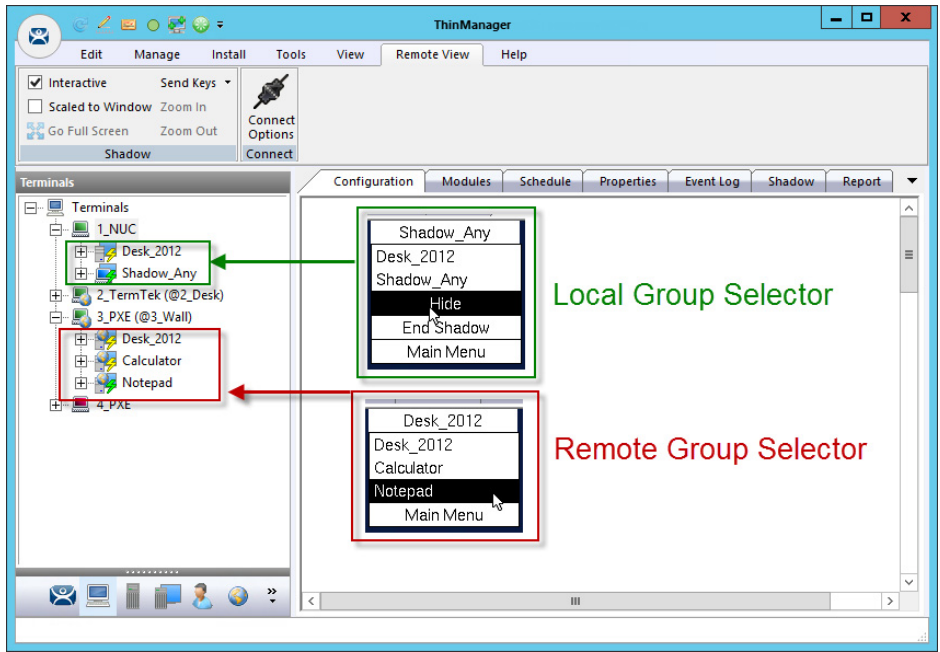 ThinManager
Edit Manage Install Tools View Remote View Help
Interactive Send Keys
Scaled to Window Zoom In
Go Full Screen Zoom Out
Connect Options
Shadow Connect
Terminals
Configuration Modules Schedule Properties Event Log Shadow Report
Terminals
1_NUC
Desk_2012
Shadow_Any
2_TermTek (@2_Desk)
3_PXE (@3_Wall)
Desk_2012
Calculator
Notepad
4_PXE
Shadow_Any
Desk_2012
Shadow_Any
Hide
End Shadow
Main Menu
Local Group Selector
Desk_2012
Desk_2012
Calculator
Notepad
Main Menu
Remote Group Selector